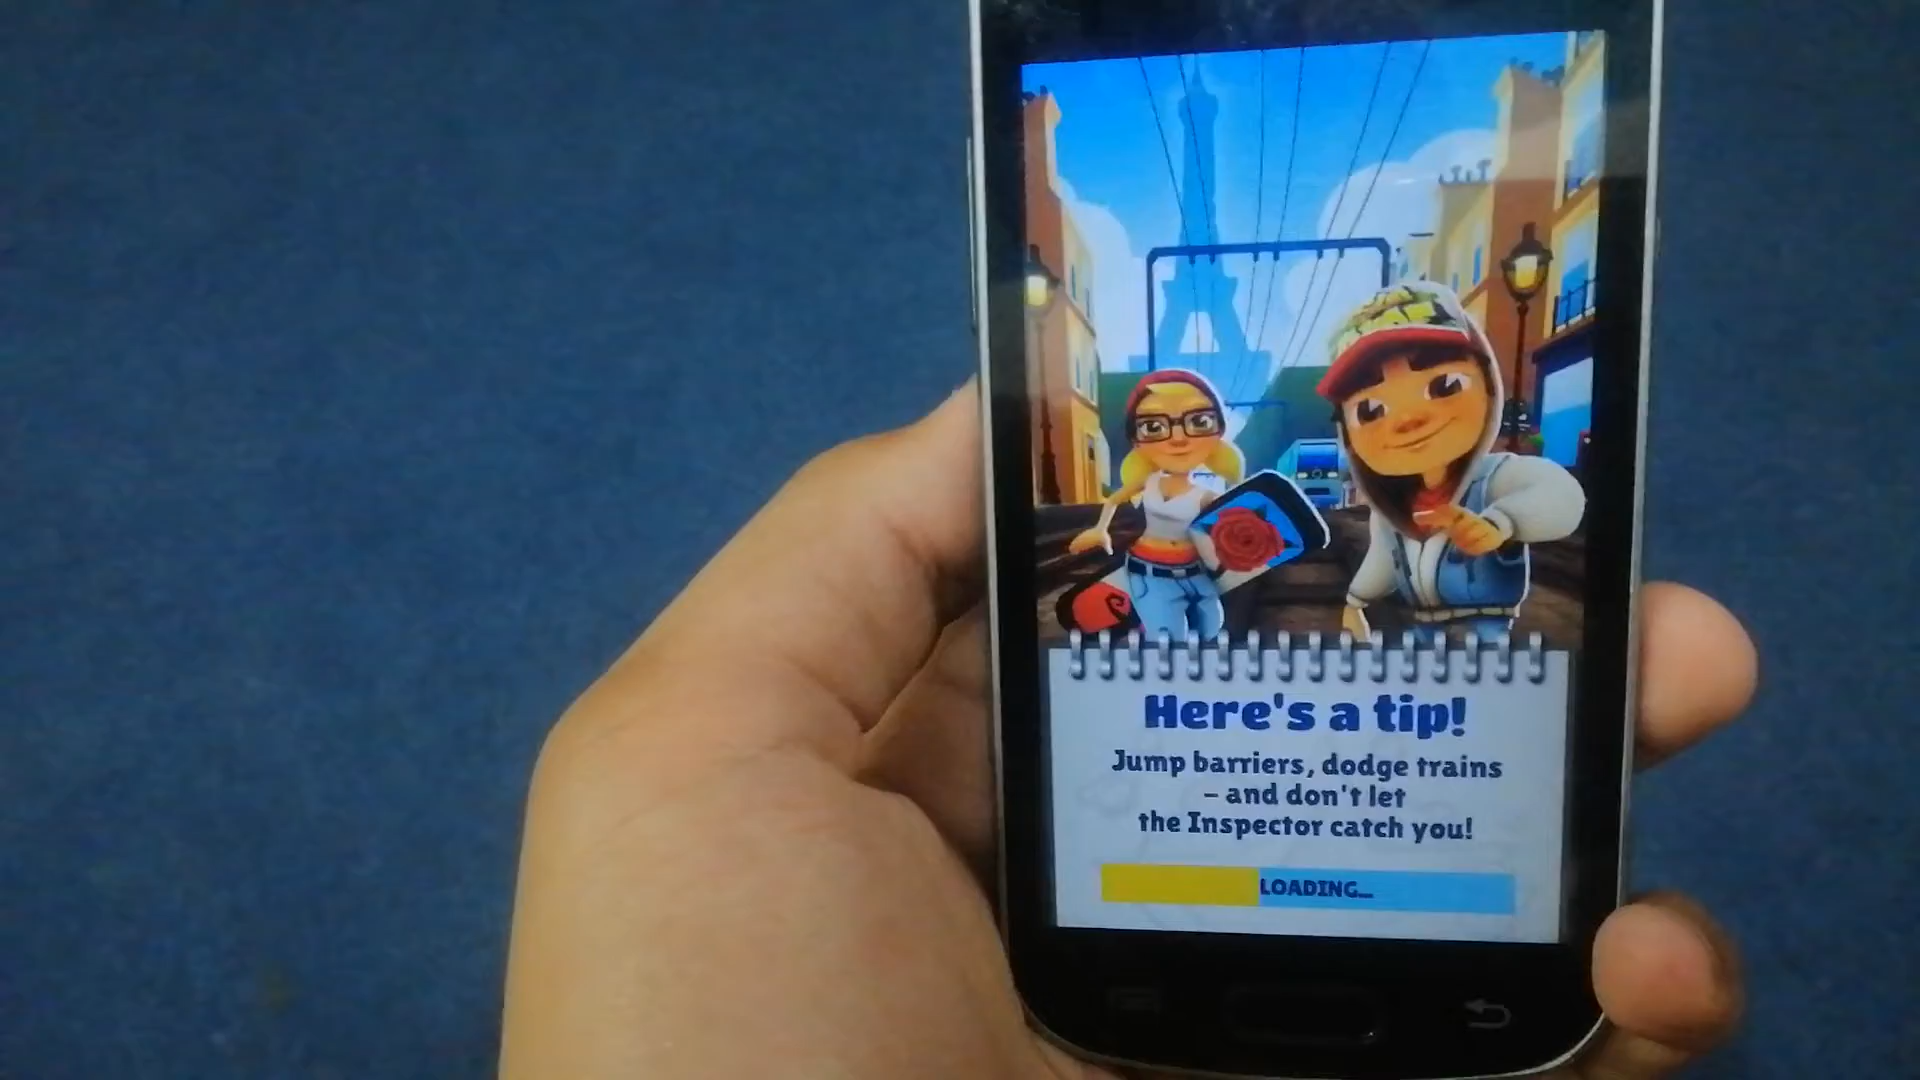 Here's a tip!
Jump barriers, dodge trains
– and don't let
the Inspector catch you!
LOADING...